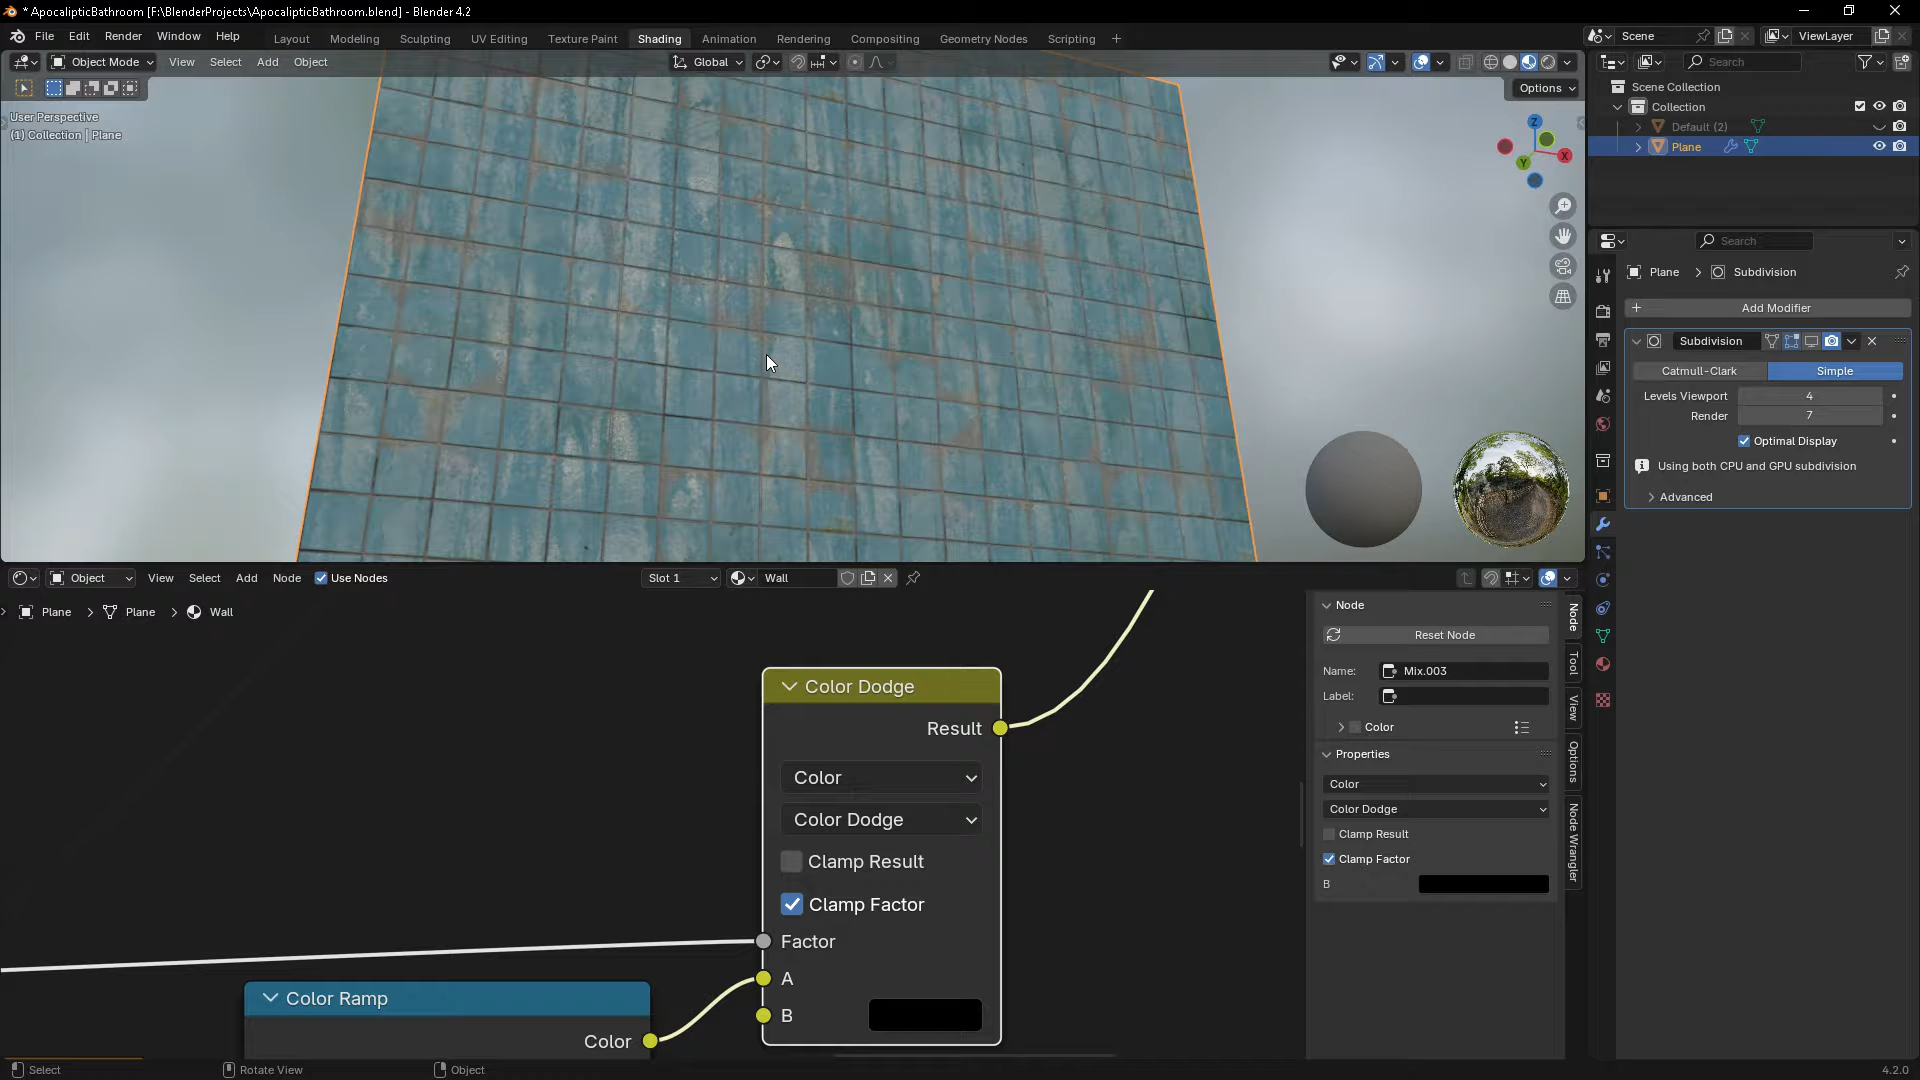 * ApocalipticBathroom [F:\BlenderProjects\ApocalipticBathroom.blend] - Blender 4.2
File Edit Render Window Help
Layout Modeling Sculpting UV Editing Texture Paint Shading Animation Rendering Compositing Geometry Nodes Scripting +
Scene
ViewLayer
Object Mode View Select Add Object
Global
Search
Options
User Perspective
(1) Collection | Plane
Z
X
Y
Scene Collection
Collection
Default (2)
Plane
Search
Plane > Subdivision
+ Add Modifier
Subdivision
Catmull-Clark Simple
Levels Viewport 4
Render 7
Optimal Display
Using both CPU and GPU subdivision
Advanced
Object View Select Add Node Use Nodes
Slot 1
Wall
Plane > Plane > Wall
Color Dodge
Result
Color
Color Dodge
Clamp Result
Clamp Factor
Factor
A
B
Color Ramp
Color
Node
Reset Node
Name: Mix.003
Label:
Color
Properties
Color
Color Dodge
Clamp Result
Clamp Factor
B
Node
Tool
View
Options
Node Wrangler
Select
Rotate View
Object
4.2.0